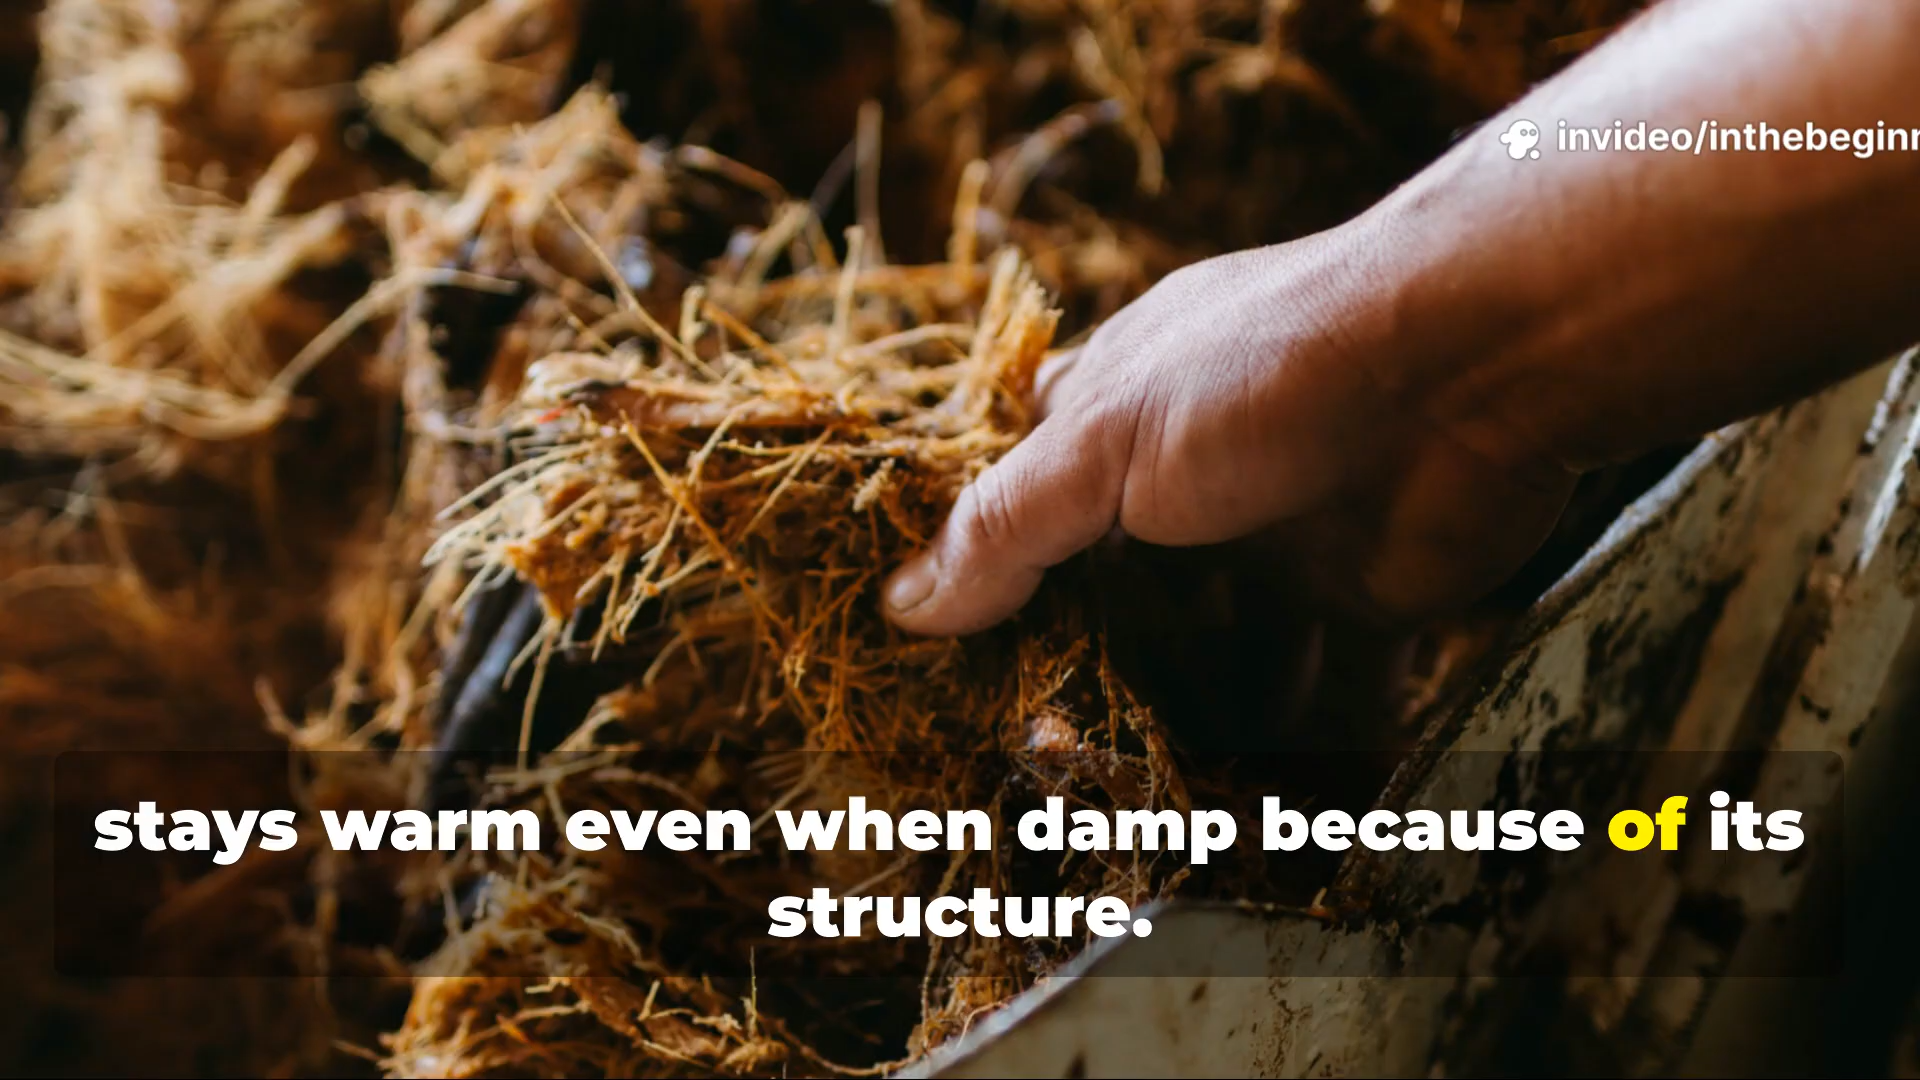 invideo/inthebeginn
stays warm even when damp because of its
structure.